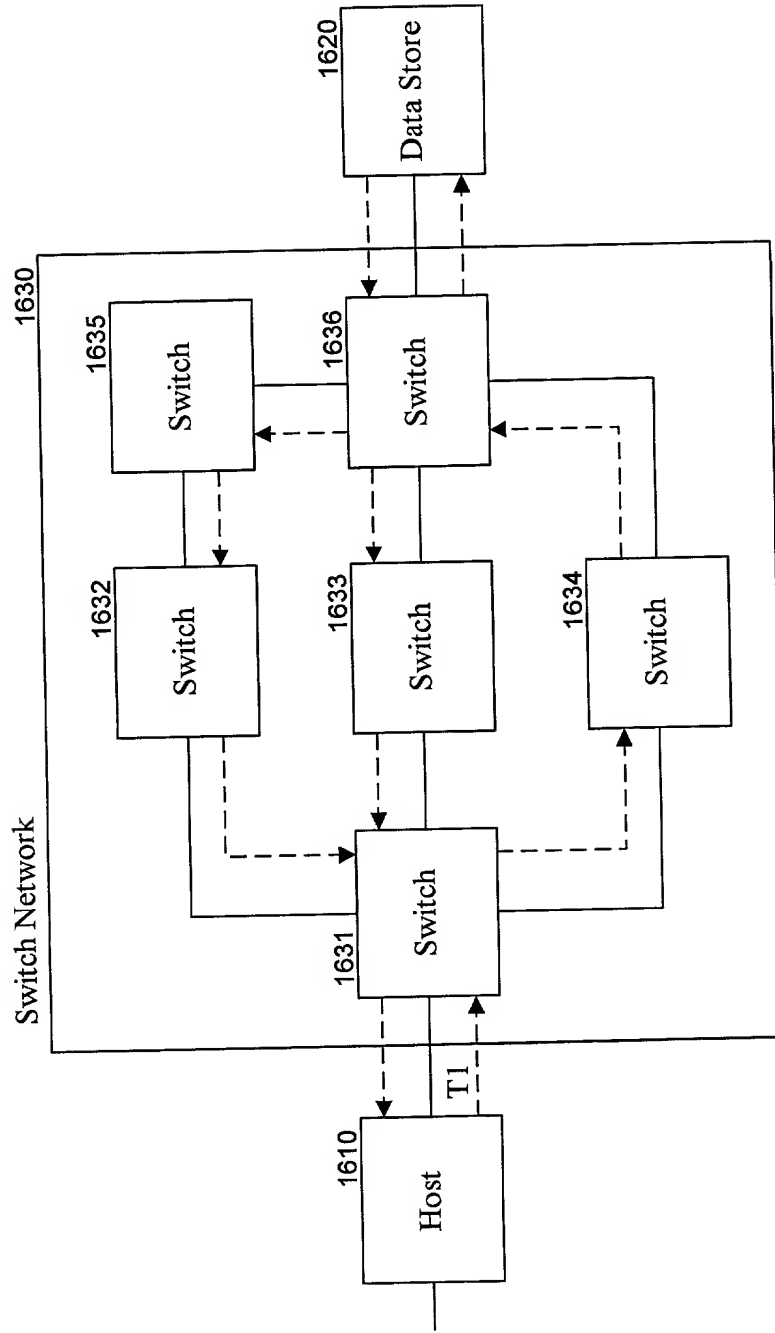 Switch Network
1630
1632
Switch
1635
Switch
1610
Host
T1
1631
Switch
1633
Switch
1636
Switch
1620
Data Store
1634
Switch